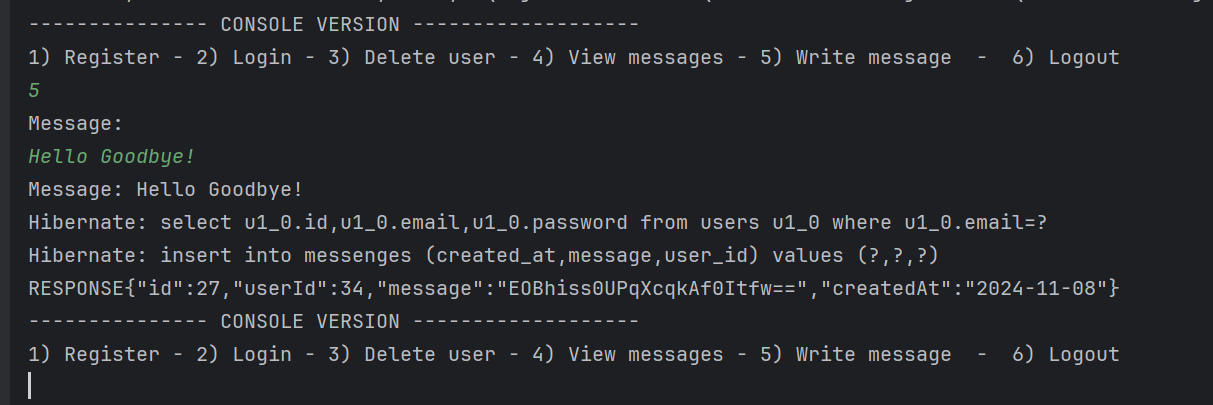 --------------- CONSOLE VERSION -------------------
1) Register - 2) Login - 3) Delete user - 4) View messages - 5) Write message  -  6) Logout
5
Message:
Hello Goodbye!
Message: Hello Goodbye!
Hibernate: select u1_0.id,u1_0.email,u1_0.password from users u1_0 where u1_0.email=?
Hibernate: insert into messenges (created_at,message,user_id) values (?,?,?)
RESPONSE{"id":27,"userId":34,"message":"EOBhiss0UPqXcqkAf0Itfw==","createdAt":"2024-11-08"}
--------------- CONSOLE VERSION -------------------
1) Register - 2) Login - 3) Delete user - 4) View messages - 5) Write message  -  6) Logout